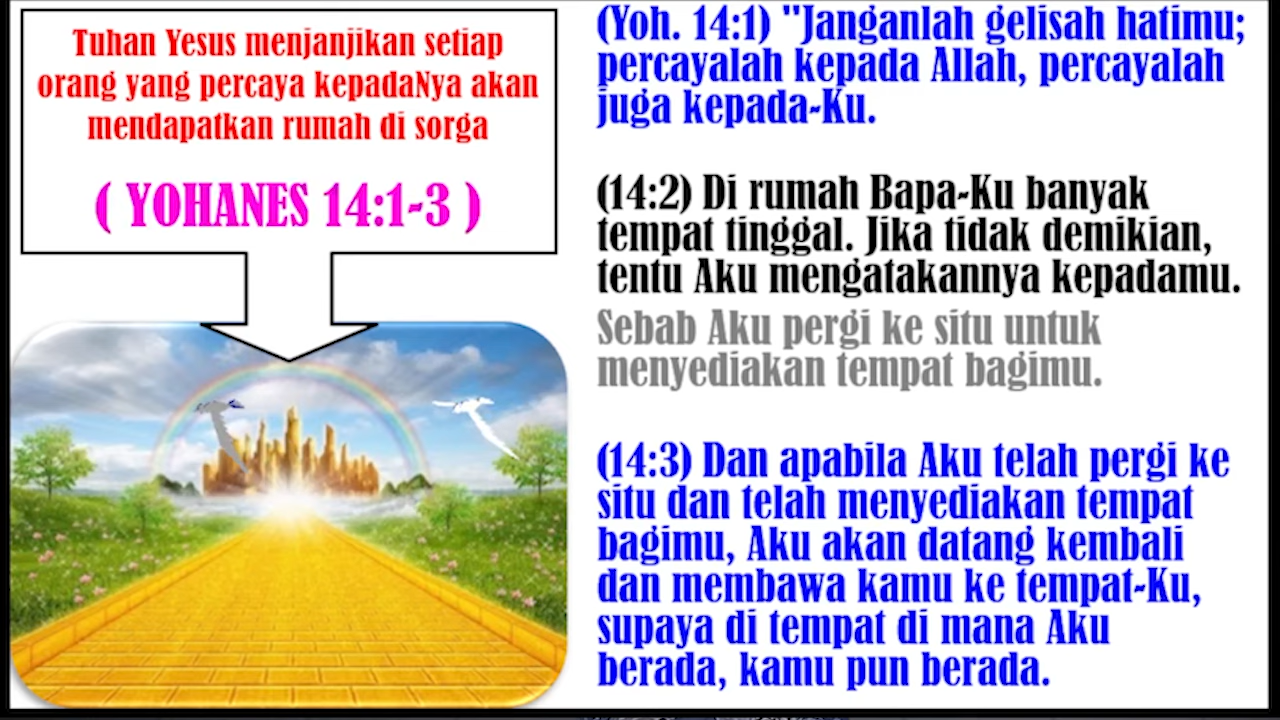 Tuhan Yesus menjanjikan setiap
orang yang percaya kepadaNya akan
mendapatkan rumah di sorga
( YOHANES 14:1-3 )
(Yoh. 14:1) "Janganlah gelisah hatimu;
percayalah kepada Allah, percayalah
juga kepada-Ku.
(14:2) Di rumah Bapa-Ku banyak
tempat tinggal. Jika tidak demikian,
tentu Aku mengatakannya kepadamu.
Sebab Aku pergi ke situ untuk
menyediakan tempat bagimu.
(14:3) Dan apabila Aku telah pergi ke
situ dan telah menyediakan tempat
bagimu, Aku akan datang kembali
dan membawa kamu ke tempat-Ku,
supaya di tempat di mana Aku
berada, kamu pun berada.